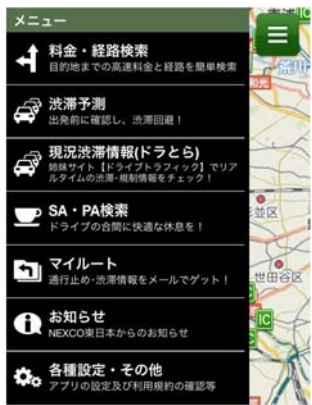 メニュー
料金・経路検索
目的地までの高速料金と経路を簡単検索
渋滞予測
出発前に確認し、渋滞回避！
現況渋滞情報(ドラとら)
姉妹サイト【ドライブトラフィック】でリア
ルタイムの渋滞・規制情報をチェック！
SA・PA検索
ドライブの合間に快適な休息を！
マイルート
通行止め・渋滞情報をメールでゲット！
お知らせ
NEXCO東日本からのお知らせ
各種設定・その他
アプリの設定及び利用規約の確認等
IC
荒川
和光
並区
世田谷区
IC
IC